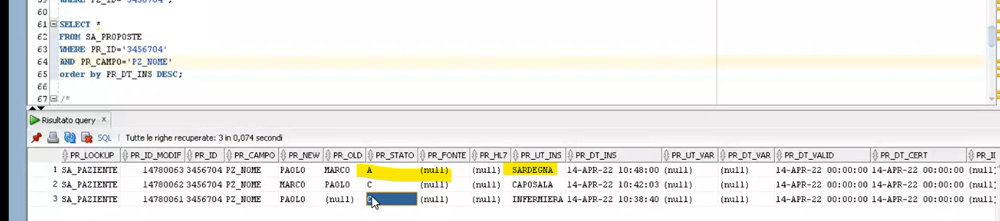 WHERE PZ_ID='3456704';
60
61 SELECT *
62 FROM SA_PROPOSTE
63 WHERE PR_ID='3456704'
64 AND PR_CAMPO='PZ_NOME'
65 order by PR_DT_INS DESC;
66
67 /*
Risultato query x
SQL | Tutte le righe recuperate: 3 in 0,074 secondi
PR_LOOKUP PR_ID_MODIF PR_ID PR_CAMPO PR_NEW PR_OLD PR_STATO PR_FONTE PR_HL7 PR_UT_INS PR_DT_INS PR_UT_VAR PR_DT_VAR PR_DT_VALID PR_DT_CERT
1 SA_PAZIENTE 14780063 3456704 PZ_NOME PAOLO MARCO A (null) (null) SARDEGNA 14-APR-22 10:48:00 (null) (null) 14-APR-22 00:00:00 14-APR-22 00:00:00 (null)
2 SA_PAZIENTE 14780062 3456704 PZ_NOME MARCO PAOLO C (null) (null) CAPOSALA 14-APR-22 10:42:03 (null) (null) 14-APR-22 00:00:00 14-APR-22 00:00:00 (null)
3 SA_PAZIENTE 14780061 3456704 PZ_NOME PAOLO (null) C (null) (null) INFERMIERA 14-APR-22 10:38:40 (null) (null) 14-APR-22 00:00:00 14-APR-22 00:00:00 (null)